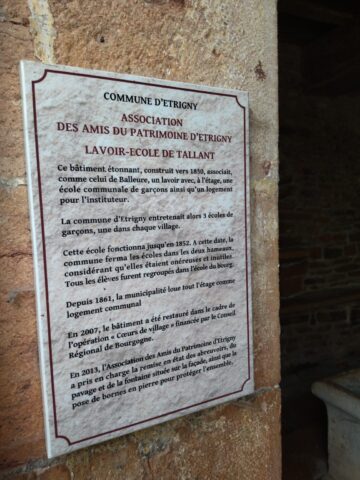 COMMUNE D'ETRIGNY
ASSOCIATION
DES AMIS DU PATRIMOINE D'ETRIGNY
LAVOIR-ECOLE DE TALLANT
Ce bâtiment étonnant, construit vers 1850, associait,
comme celui de Balleure, un lavoir avec, à l'étage, une
école communale de garçons ainsi qu'un logement
pour l'instituteur.
La commune d'Etrigny entretenait alors 3 écoles de
garçons, une dans chaque village.
Cette école fonctionna jusqu'en 1852. A cette date, la
commune ferma les écoles dans les deux hameaux,
considérant qu'elles étaient onéreuses et inutiles.
Tous les élèves furent regroupés dans l'école du bourg.
Depuis 1861, la municipalité loue tout l'étage comme
logement communal
En 2007, le bâtiment a été restauré dans le cadre de
l'opération « Cœurs de village » financée par le Conseil
Régional de Bourgogne.
En 2013, l'Association des Amis du Patrimoine d'Etrigny
a pris en charge la remise en état des abreuvoirs, du
pavage et de la fontaine située sur la façade, ainsi que la
pose de bornes en pierre pour protéger l'ensemble.